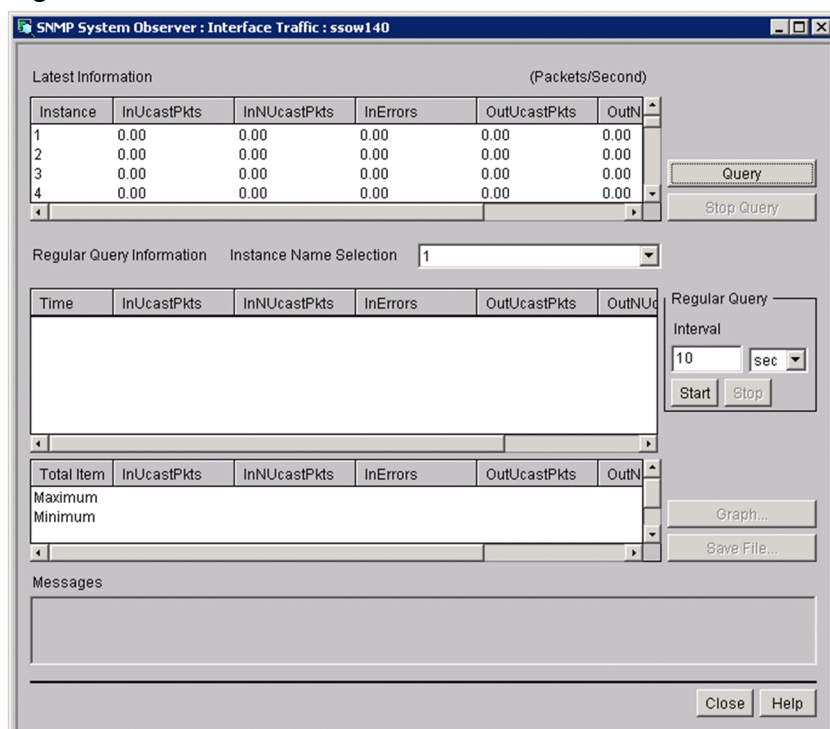 SNMP System Observer : Interface Traffic : ssow140
Latest Information (Packets/Second)
Instance InUcastPkts InNUcastPkts InErrors OutUcastPkts OutN
1 0.00 0.00 0.00 0.00 0.00
2 0.00 0.00 0.00 0.00 0.00
3 0.00 0.00 0.00 0.00 0.00
4 0.00 0.00 0.00 0.00 0.00
Query
Stop Query
Regular Query Information Instance Name Selection 1
Time InUcastPkts InNUcastPkts InErrors OutUcastPkts OutNUc
Regular Query
Interval
10 sec
Start Stop
Total Item InUcastPkts InNUcastPkts InErrors OutUcastPkts OutN
Maximum
Minimum
Graph...
Save File...
Messages
Close Help